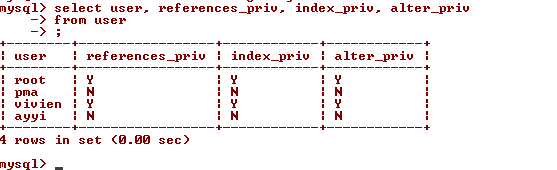 mysql> select user, references_priv, index_priv, alter_priv
    -> from user
    -> ;
+--------+-----------------+------------+------------+
| user   | references_priv | index_priv | alter_priv |
+--------+-----------------+------------+------------+
| root   | Y               | Y          | Y          |
| pma    | N               | N          | N          |
| vivien | Y               | Y          | Y          |
| ayyi   | N               | N          | N          |
+--------+-----------------+------------+------------+
4 rows in set (0.00 sec)
mysql> _